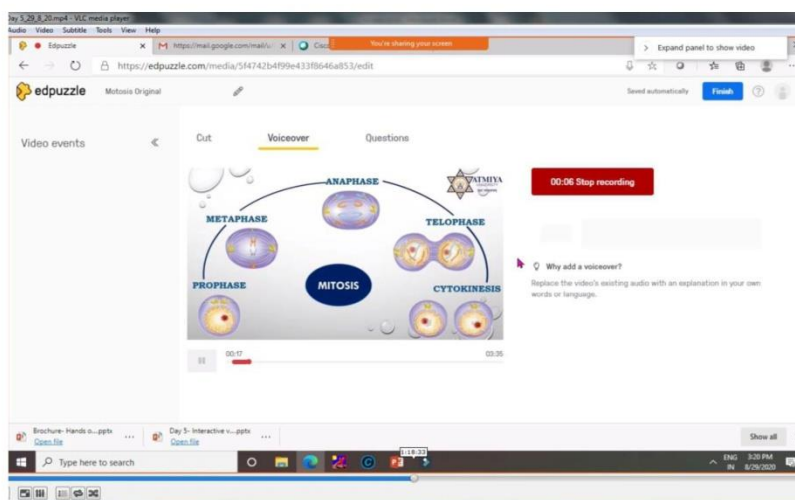 Day 5_29_8_20.mp4 - VLC media player
Audio Video Subtitle Tools View Help
Edpuzzle
https://mail.google.com/mail/u/
Cisco
You're sharing your screen
Expand panel to show video
https://edpuzzle.com/media/5f4742b4f99e433f8646a853/edit
edpuzzle
Motosis Original
Saved automatically
Finish
Video events
Cut
Voiceover
Questions
ATMIYA
UNIVERSITY
ANAPHASE
METAPHASE
TELOPHASE
PROPHASE
MITOSIS
CYTOKINESIS
00:06 Stop recording
Why add a voiceover?
Replace the video's existing audio with an explanation in your own
words or language.
00:17
03:35
Brochure- Hands o....pptx
Open file
Day 5- Interactive v....pptx
Open file
Show all
1:18:33
Type here to search
ENG
IN
3:20 PM
8/29/2020